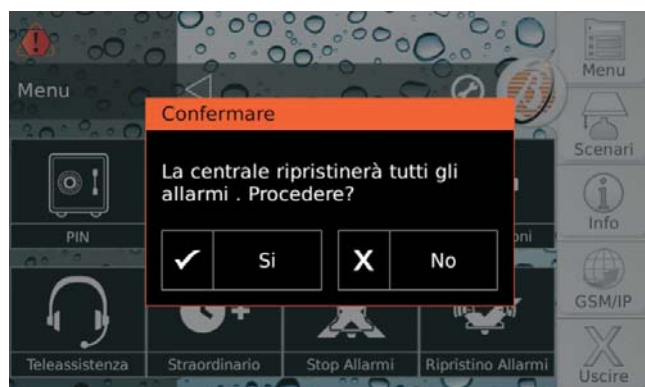 Menu
Menu
Confermare
La centrale ripristinerà tutti gli
allarmi . Procedere?
Si
No
PIN
oni
Teleassistenza
Straordinario
Stop Allarmi
Ripristino Allarmi
Scenari
Info
GSM/IP
Uscire